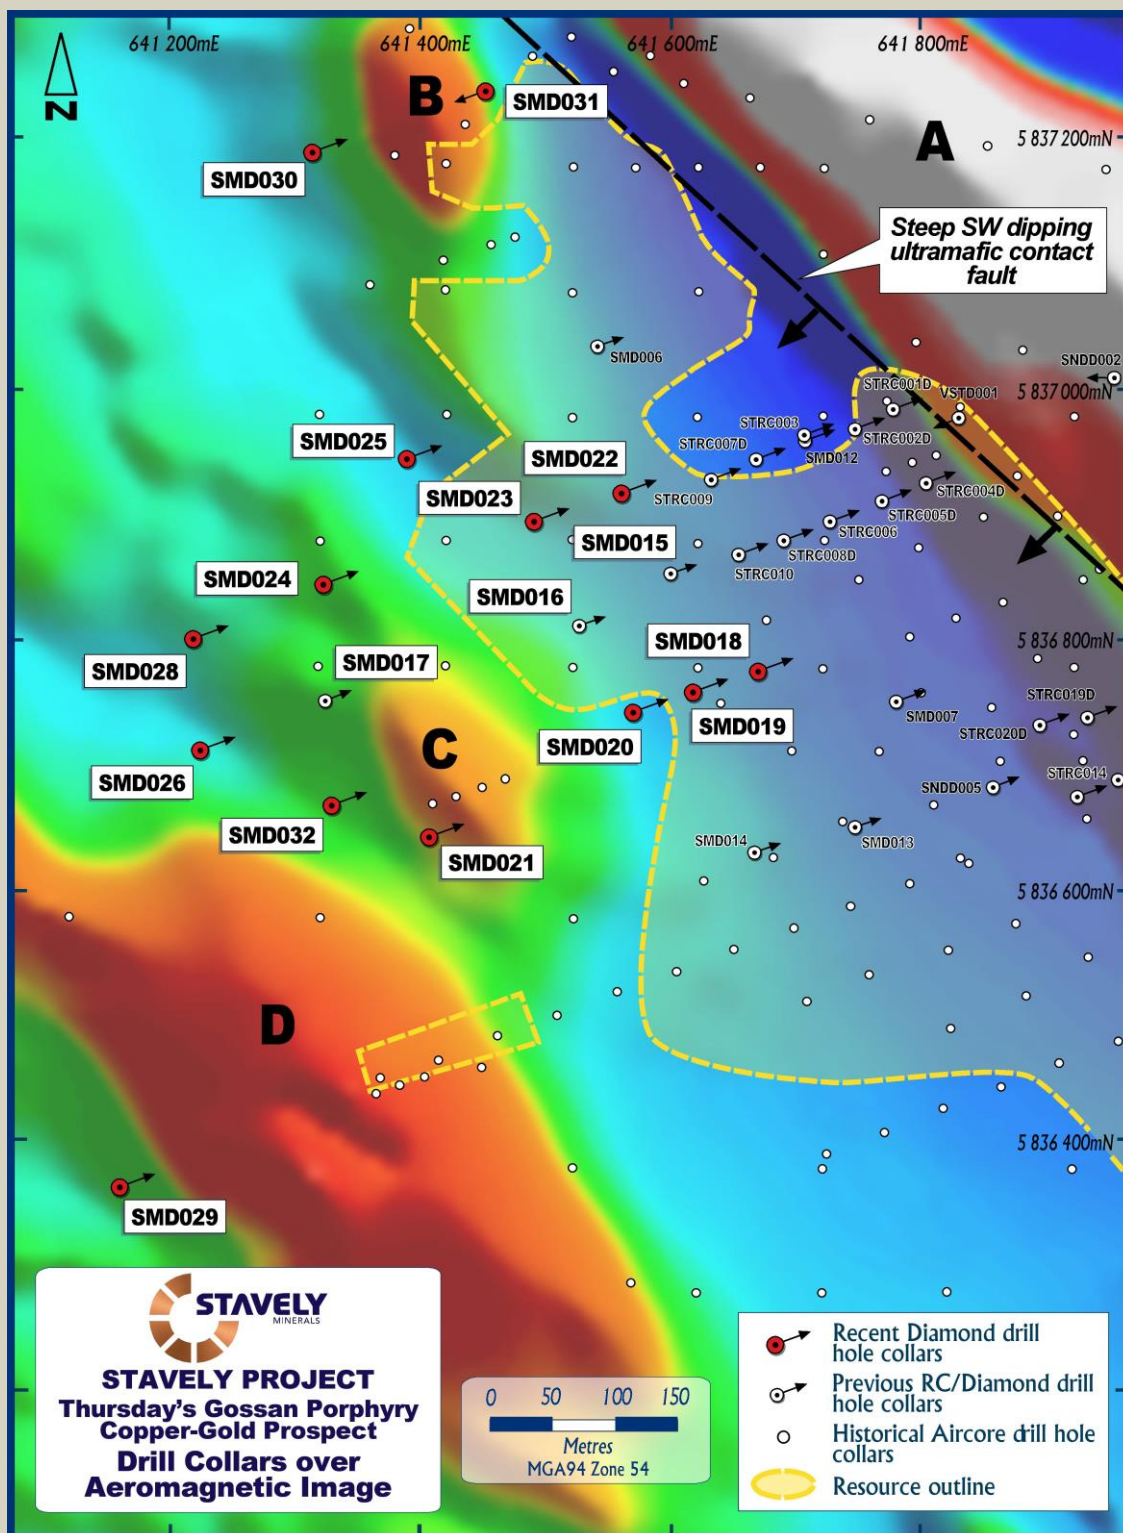 641 200mE
641 400mE
641 600mE
641 800mE
N
B
A
SMD031
5 837 200mN
SMD030
Steep SW dipping
ultramafic contact
fault
SMD006
SNDD002
STRC001D
VSTD001
5 837 000mN
STRC003
STRC002D
SMD025
STRC007D
SMD012
SMD022
STRC009
STRC004D
SMD023
STRC005D
STRC006
SMD015
STRC008D
STRC010
SMD024
SMD016
SMD018
5 836 800mN
SMD028
SMD017
STRC019D
SMD007
SMD019
STRC020D
SMD020
C
SMD026
STRC014
SNDD005
SMD032
SMD014
SMD013
SMD021
5 836 600mN
D
5 836 400mN
SMD029
STAVELY
MINERALS
STAVELY PROJECT
Thursday's Gossan Porphyry
Copper-Gold Prospect
Drill Collars over
Aeromagnetic Image
0 50 100 150
Metres
MGA94 Zone 54
Recent Diamond drill
hole collars
Previous RC/Diamond drill
hole collars
Historical Aircore drill hole
collars
Resource outline